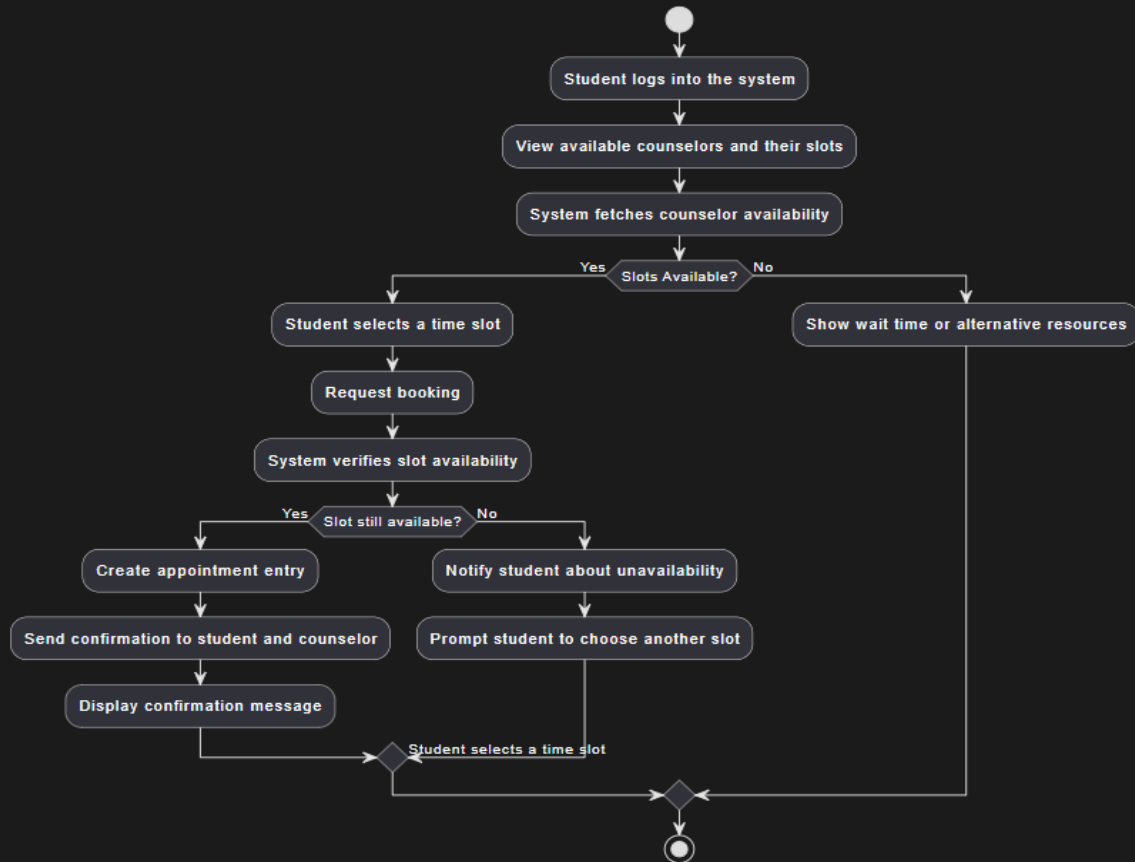 Student logs into the system
View available counselors and their slots
System fetches counselor availability
Yes
Slots Available?
No
Student selects a time slot
Show wait time or alternative resources
Request booking
System verifies slot availability
Yes
Slot still available?
No
Create appointment entry
Notify student about unavailability
Send confirmation to student and counselor
Prompt student to choose another slot
Display confirmation message
Student selects a time slot